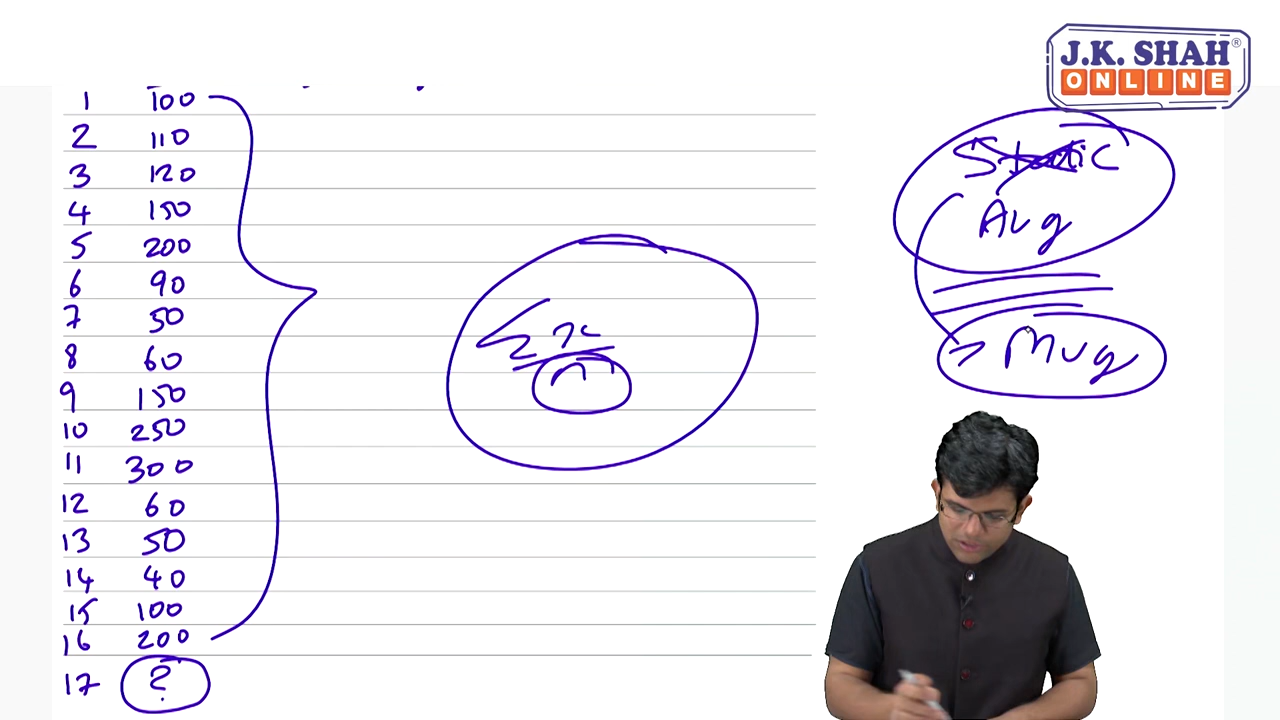 J.K. SHAH®
ONLINE
1 100
2 110
3 120
4 150
5 200
6 90
7 50
8 60
9 150
10 250
11 300
12 60
13 50
14 40
15 100
16 200
17 ?
Σx
n
Static
Avg
→ Mvg